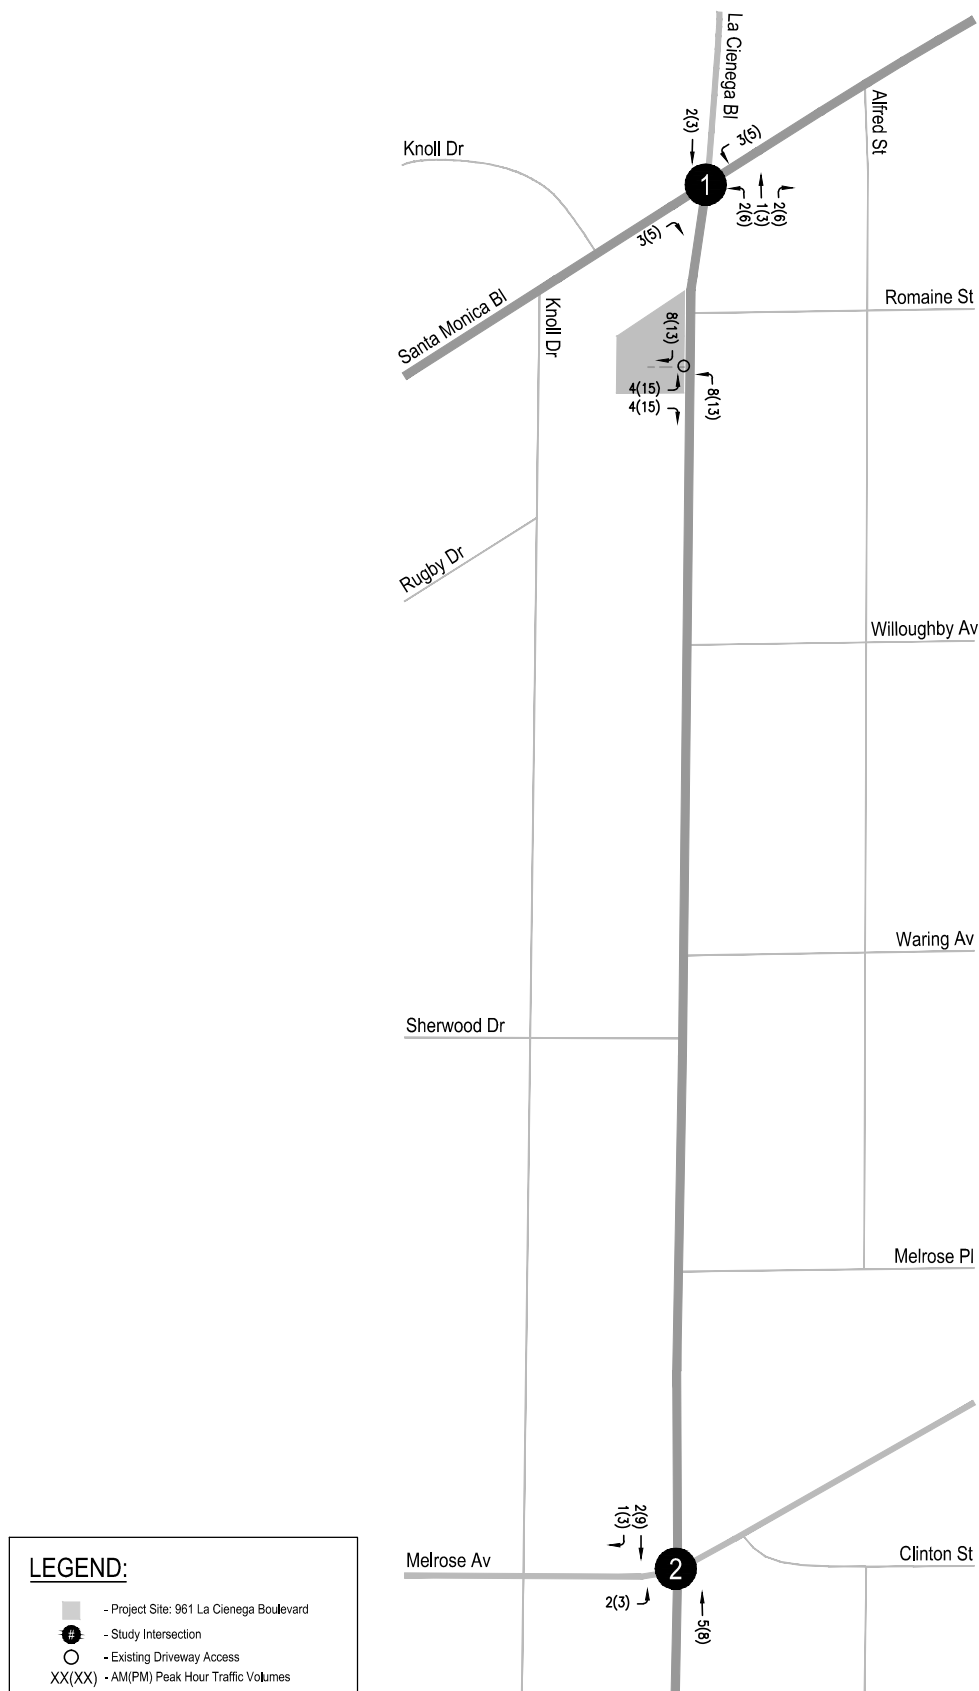 La Cienega Bl
Alfred St
2(3)
3(5)
Knoll Dr
1
2(6)
1(3)
2(6)
3(5)
Santa Monica Bl
Knoll Dr
Romaine St
8(13)
4(15)
4(15)
8(13)
Rugby Dr
Willoughby Av
Waring Av
Sherwood Dr
Melrose Pl
2(9)
1(3)
Melrose Av
2
Clinton St
2(3)
5(8)
LEGEND:
- Project Site: 961 La Cienega Boulevard
# - Study Intersection
- Existing Driveway Access
XX(XX) - AM(PM) Peak Hour Traffic Volumes